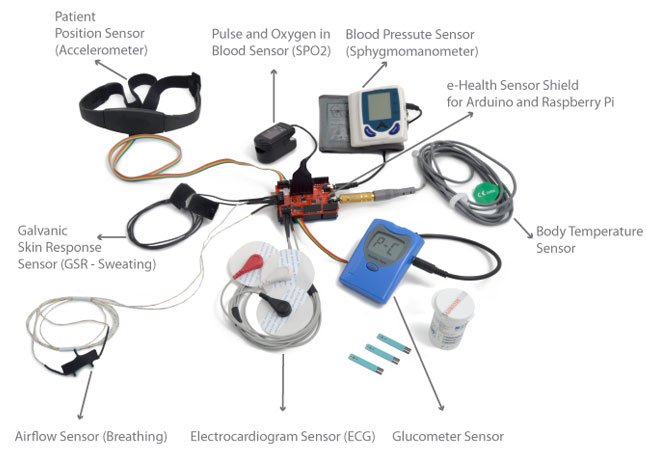 Patient
Position Sensor
(Accelerometer)
Pulse and Oxygen in
Blood Sensor (SPO2)
Blood Pressute Sensor
(Sphygmomanometer)
e-Health Sensor Shield
for Arduino and Raspberry Pi
Galvanic
Skin Response
Sensor (GSR - Sweating)
P-C
Body Temperature
Sensor
Airflow Sensor (Breathing)
Electrocardiogram Sensor (ECG)
Glucometer Sensor